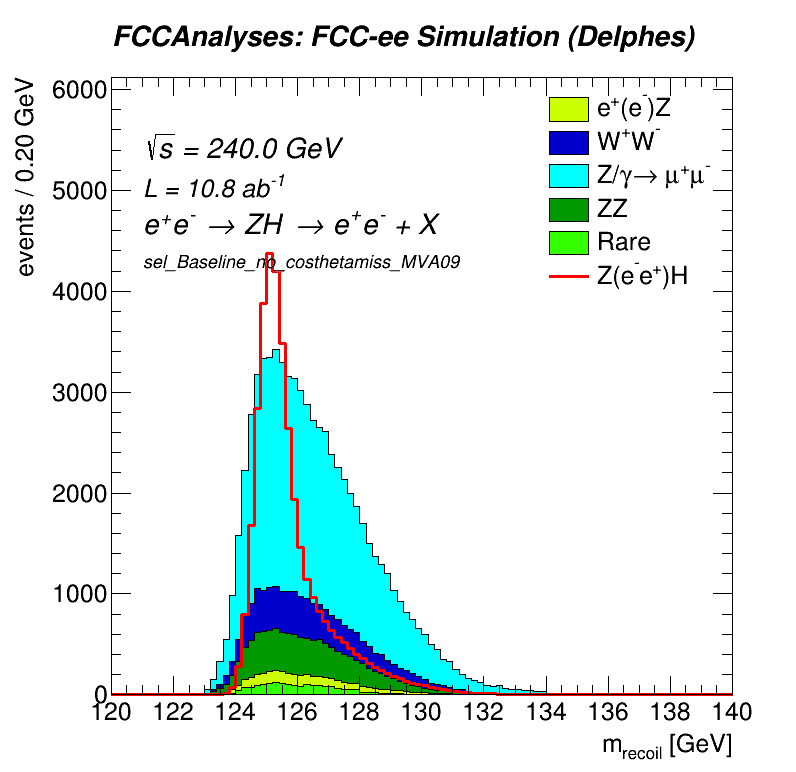 FCCAnalyses: FCC-ee Simulation (Delphes)
events / 0.20 GeV
6000
5000
4000
3000
2000
1000
0
√s = 240.0 GeV
L = 10.8 ab⁻¹
e⁺e⁻ → ZH → e⁺e⁻ + X
sel_Baseline_no_costhetamiss_MVA09
e⁺(e⁻)Z
W⁺W⁻
Z/γ→ μ⁺μ⁻
ZZ
Rare
Z(e⁻e⁺)H
120 122 124 126 128 130 132 134 136 138 140
m_recoil [GeV]